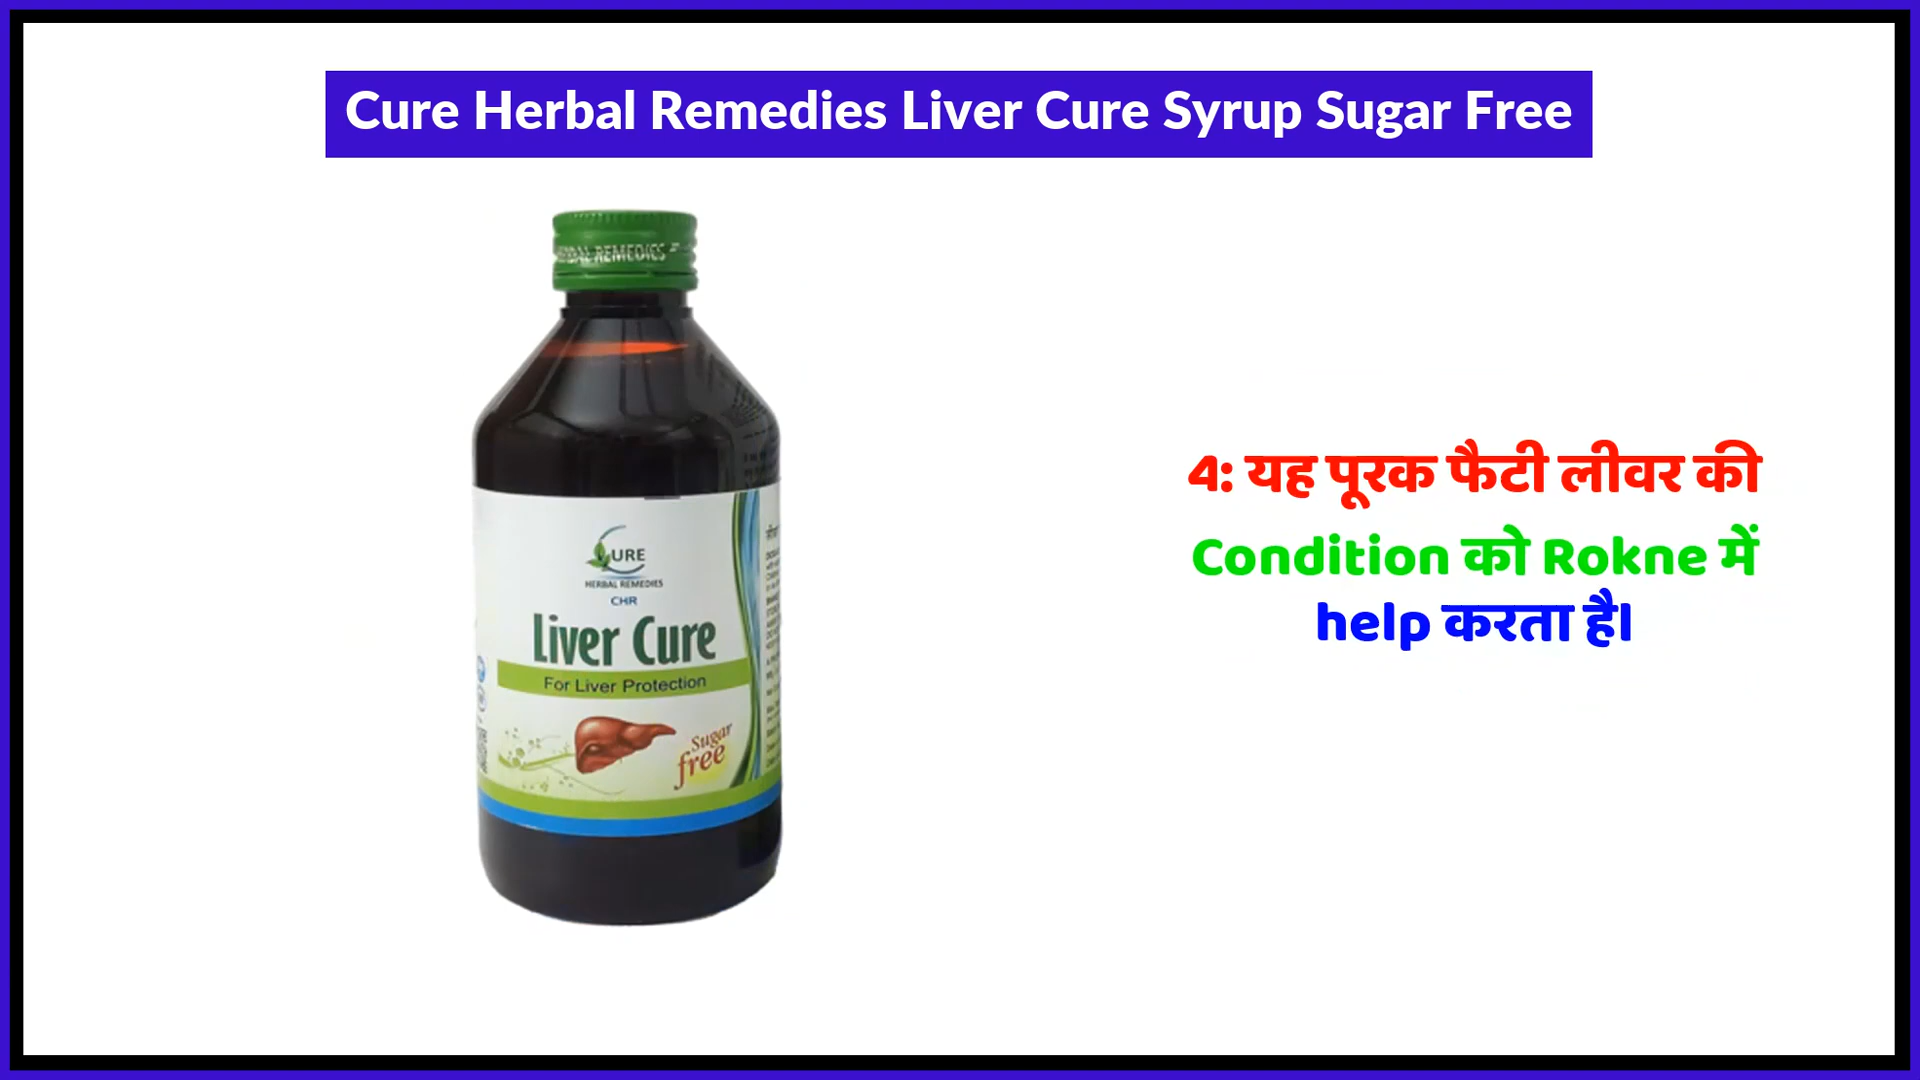 Cure Herbal Remedies Liver Cure Syrup Sugar Free
HERBAL REMEDIES
CURE
HERBAL REMEDIES
CHR
Liver Cure
For Liver Protection
Sugar
free
4: यह पूरक फैटी लीवर की
Condition को Rokne में
help करता है।